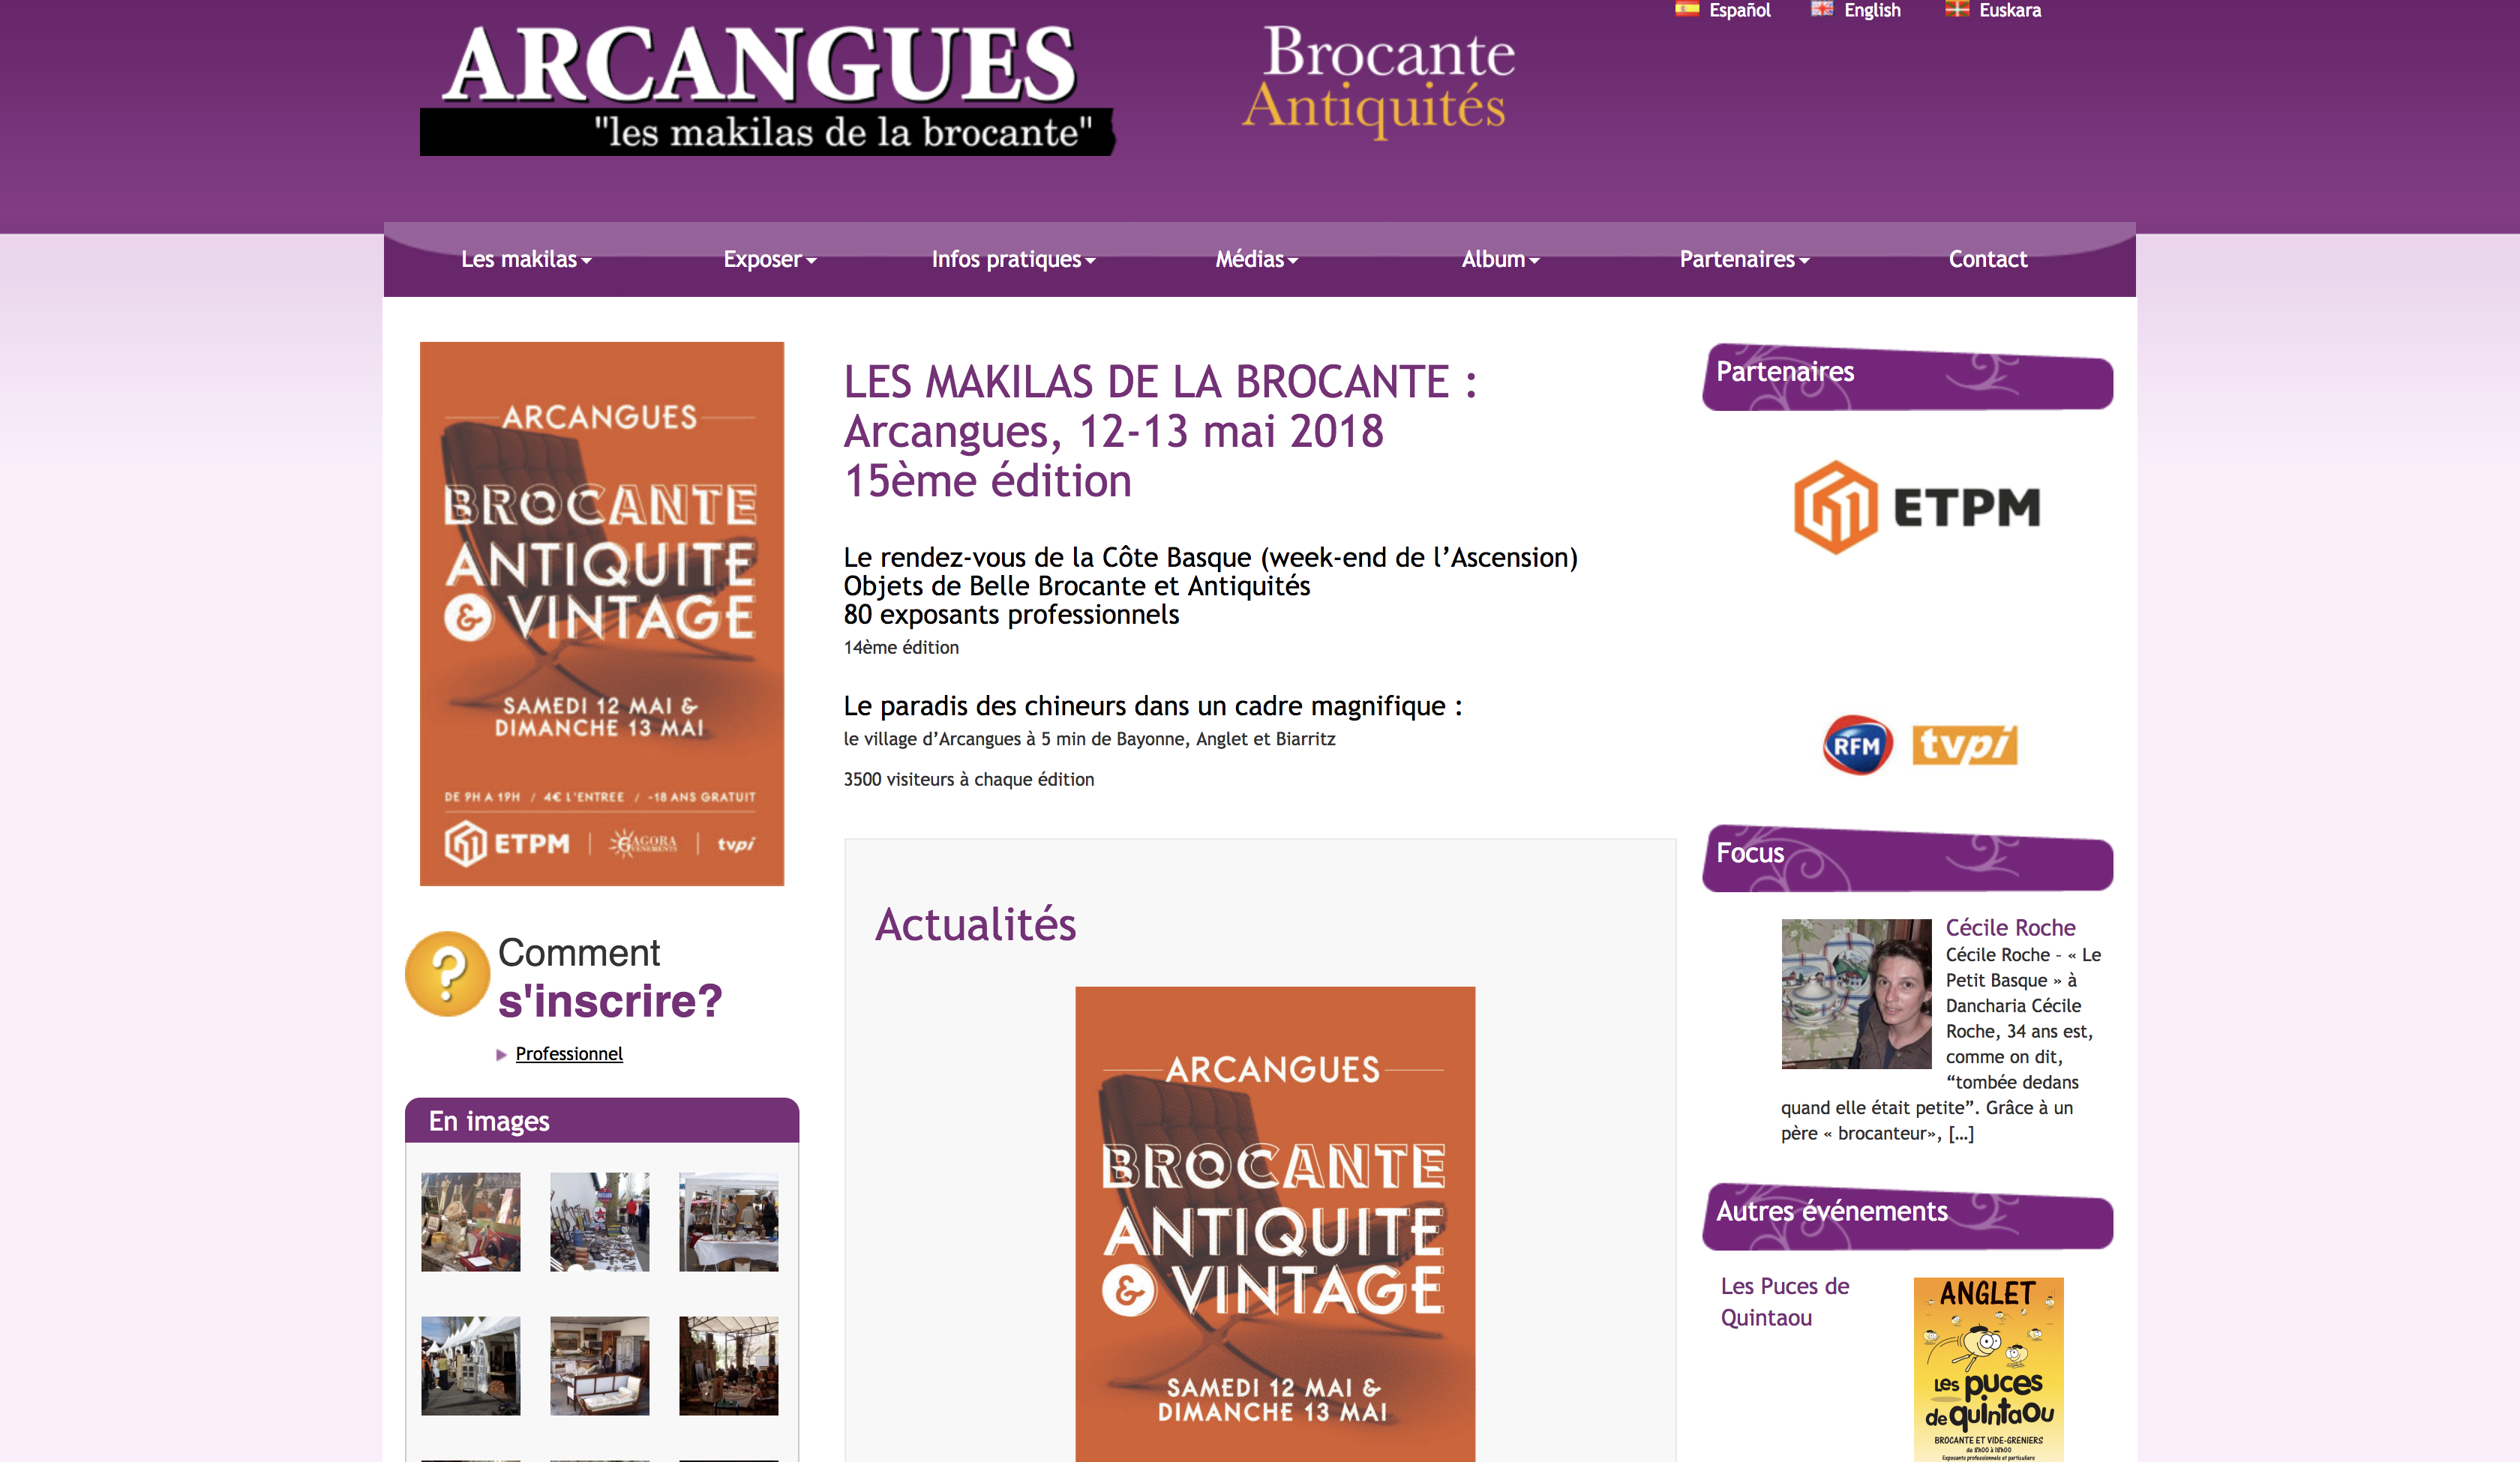 Español
English
Euskara
ARCANGUES
"les makilas de la brocante"
Brocante
Antiquités
Les makilas
Exposer
Infos pratiques
Médias
Album
Partenaires
Contact
ARCANGUES
BROCANTE
ANTIQUITE
& VINTAGE
SAMEDI 12 MAI &
DIMANCHE 13 MAI
DE 9H A 19H / 4€ L'ENTREE / -18 ANS GRATUIT
ETPM
AGORA
EVENEMENTS
tvpi
Comment
s'inscrire?
Professionnel
En images
LES MAKILAS DE LA BROCANTE :
Arcangues, 12-13 mai 2018
15ème édition
Le rendez-vous de la Côte Basque (week-end de l’Ascension)
Objets de Belle Brocante et Antiquités
80 exposants professionnels
14ème édition
Le paradis des chineurs dans un cadre magnifique :
le village d’Arcangues à 5 min de Bayonne, Anglet et Biarritz
3500 visiteurs à chaque édition
Actualités
ARCANGUES
BROCANTE
ANTIQUITE
& VINTAGE
SAMEDI 12 MAI &
DIMANCHE 13 MAI
Partenaires
ETPM
RFM
tvpi
Focus
Cécile Roche
Cécile Roche – « Le
Petit Basque » à
Dancharia Cécile
Roche, 34 ans est,
comme on dit,
“tombée dedans
quand elle était petite”. Grâce à un
père « brocanteur», […]
Autres événements
Les Puces de
Quintaou
ANGLET
Les puces
de quintaou
BROCANTE ET VIDE-GRENIERS
de 8h00 à 18h00
Exposants professionnels et particuliers